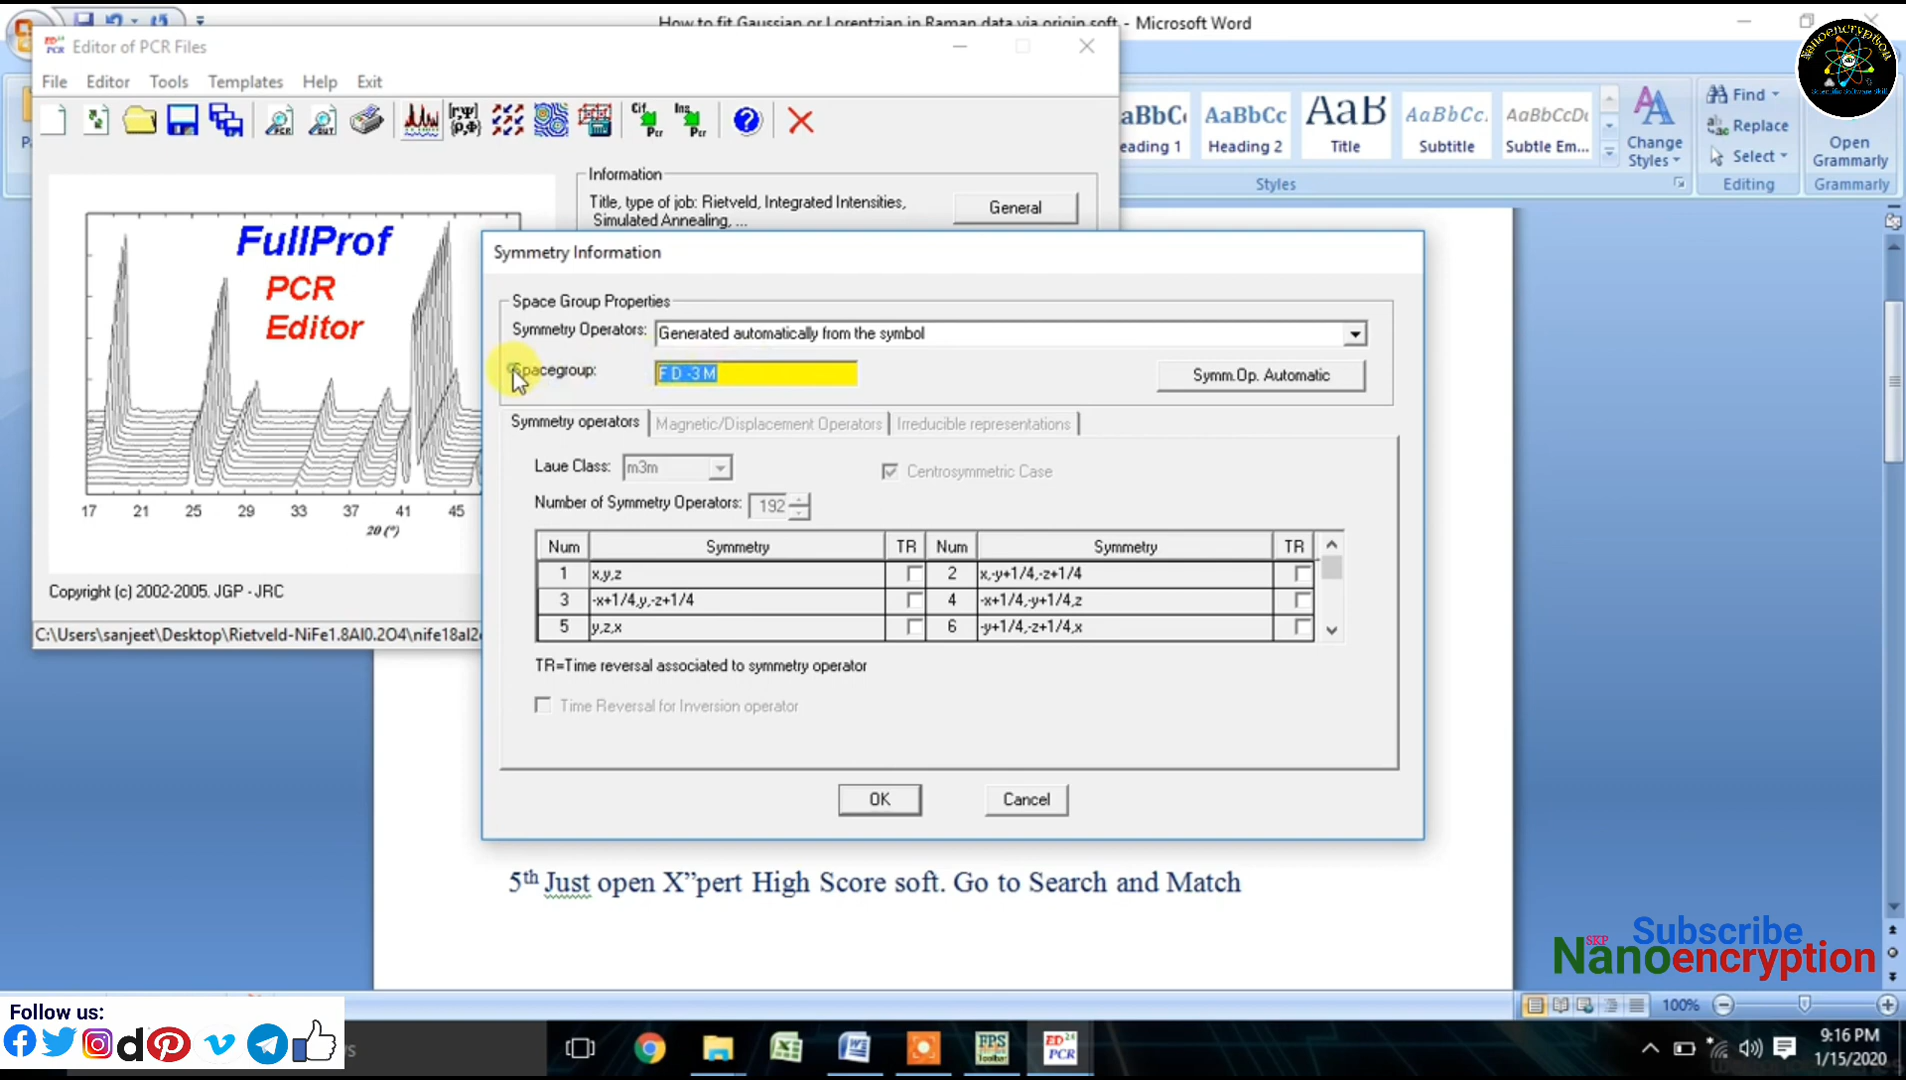 How to fit Gaussian or Lorentzian in Raman data via origin soft. - Microsoft Word
Editor of PCR Files
File Editor Tools Templates Help Exit
Information
Title, type of job: Rietveld, Integrated Intensities,
Simulated Annealing, ...
General
FullProf
PCR
Editor
17 21 25 29 33 37 41 45
2θ (°)
Copyright (c) 2002-2005. JGP - JRC
C:\Users\sanjeet\Desktop\Rietveld-NiFe1.8Al0.2O4\nife18al2
Symmetry Information
Space Group Properties
Symmetry Operators: Generated automatically from the symbol
Spacegroup: F D -3 M
Symm.Op. Automatic
Symmetry operators Magnetic/Displacement Operators Irreducible representations
Laue Class: m3m Centrosymmetric Case
Number of Symmetry Operators: 192
Num Symmetry TR Num Symmetry TR
1 x,y,z 2 x,-y+1/4,-z+1/4
3 -x+1/4,y,-z+1/4 4 -x+1/4,-y+1/4,z
5 y,z,x 6 -y+1/4,-z+1/4,x
TR=Time reversal associated to symmetry operator
Time Reversal for Inversion operator
OK Cancel
AaBbCc AaB AaBbCc.
eading 1 Heading 2 Title Subtitle Subtle Em...
Change
Styles
Styles
Find
Replace
Select
Editing
Open
Grammarly
Grammarly
Nanoencryption
5th Just open X”pert High Score soft. Go to Search and Match
Subscribe
SKP
Nanoencryption
Follow us:
100%
FPS
Toolbar
ED
PCR
9:16 PM
1/15/2020